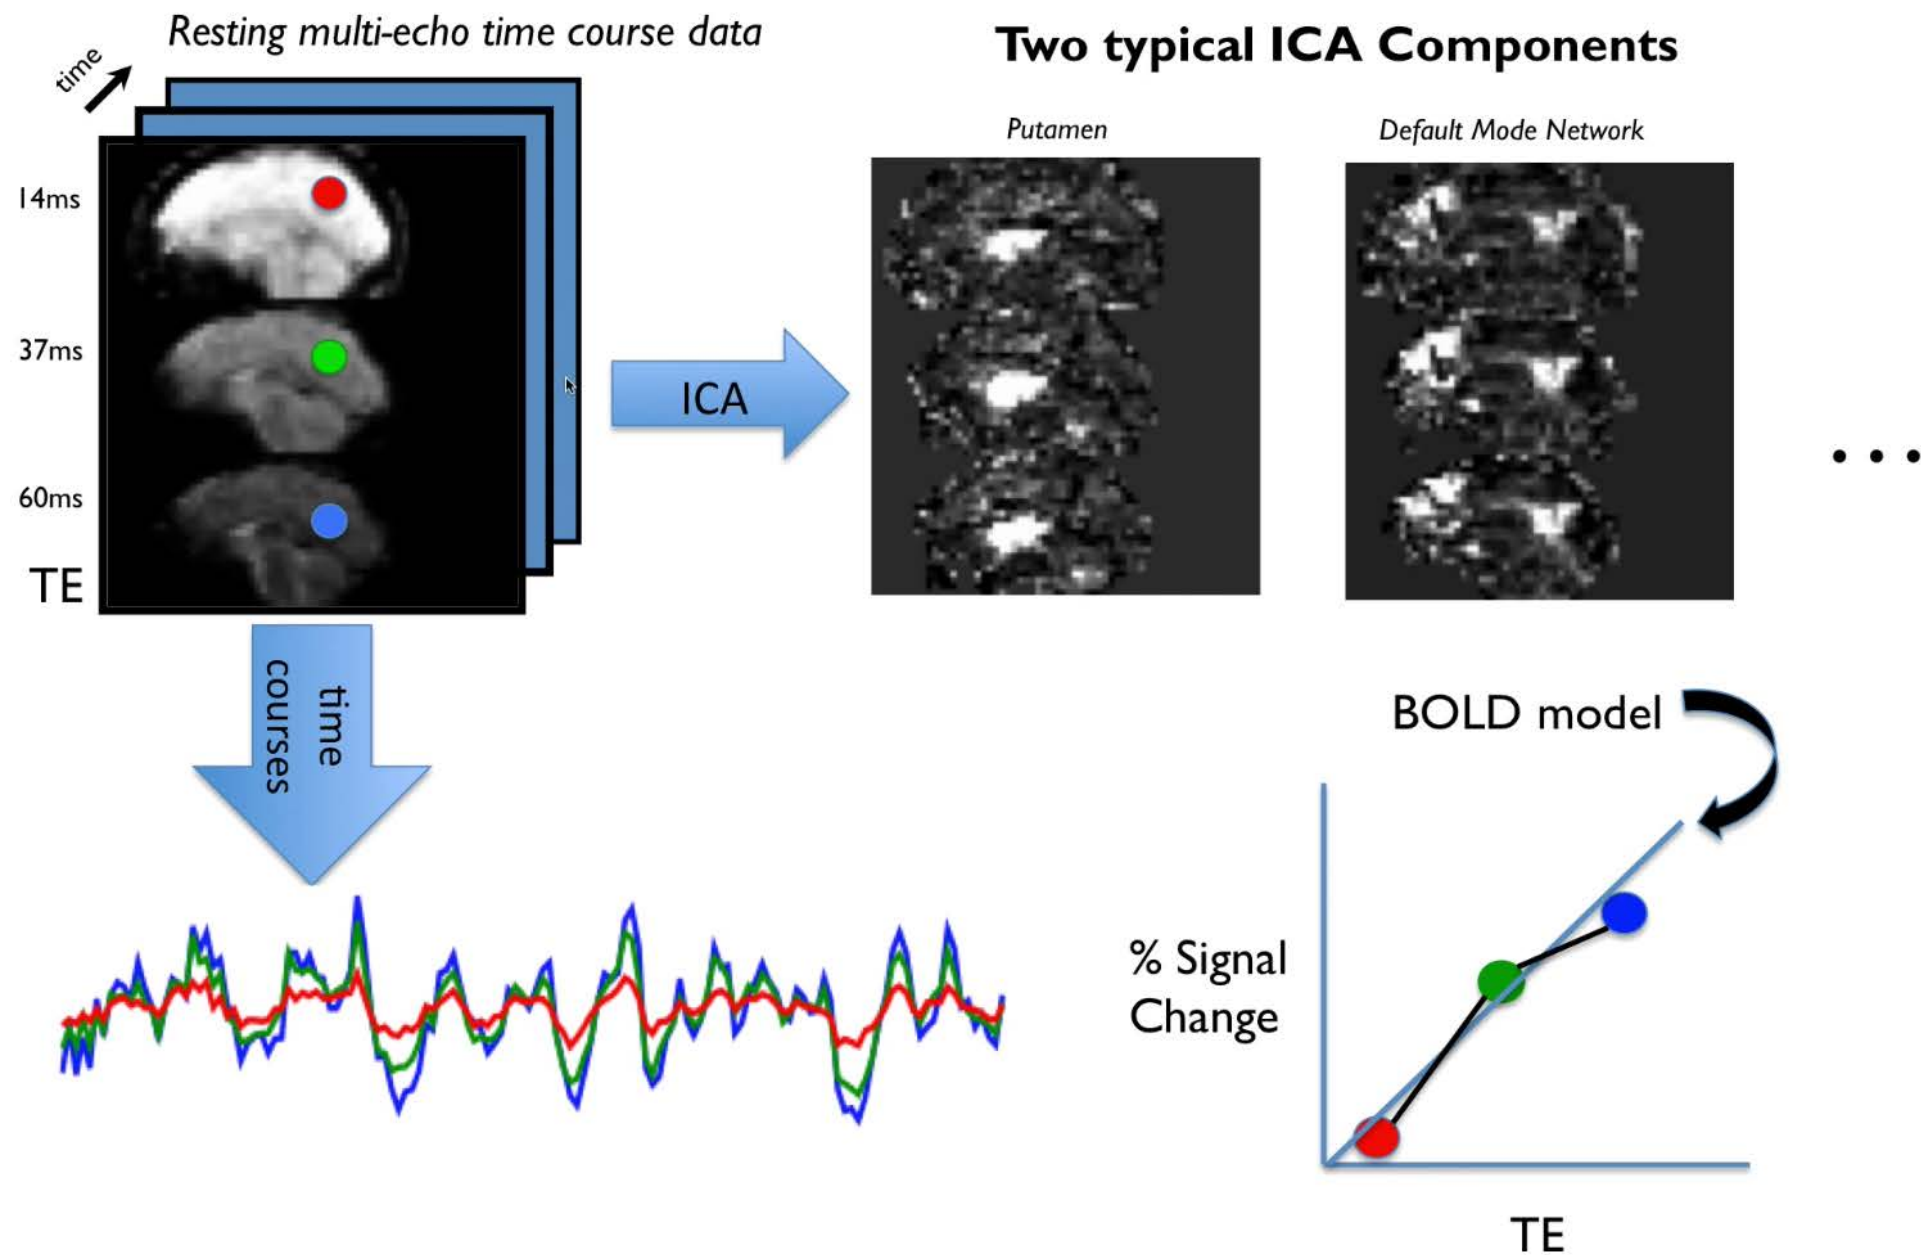 Resting multi-echo time course data
time
14ms
37ms
60ms
TE
ICA
Two typical ICA Components
Putamen
Default Mode Network
. . .
time
courses
BOLD model
% Signal
Change
TE